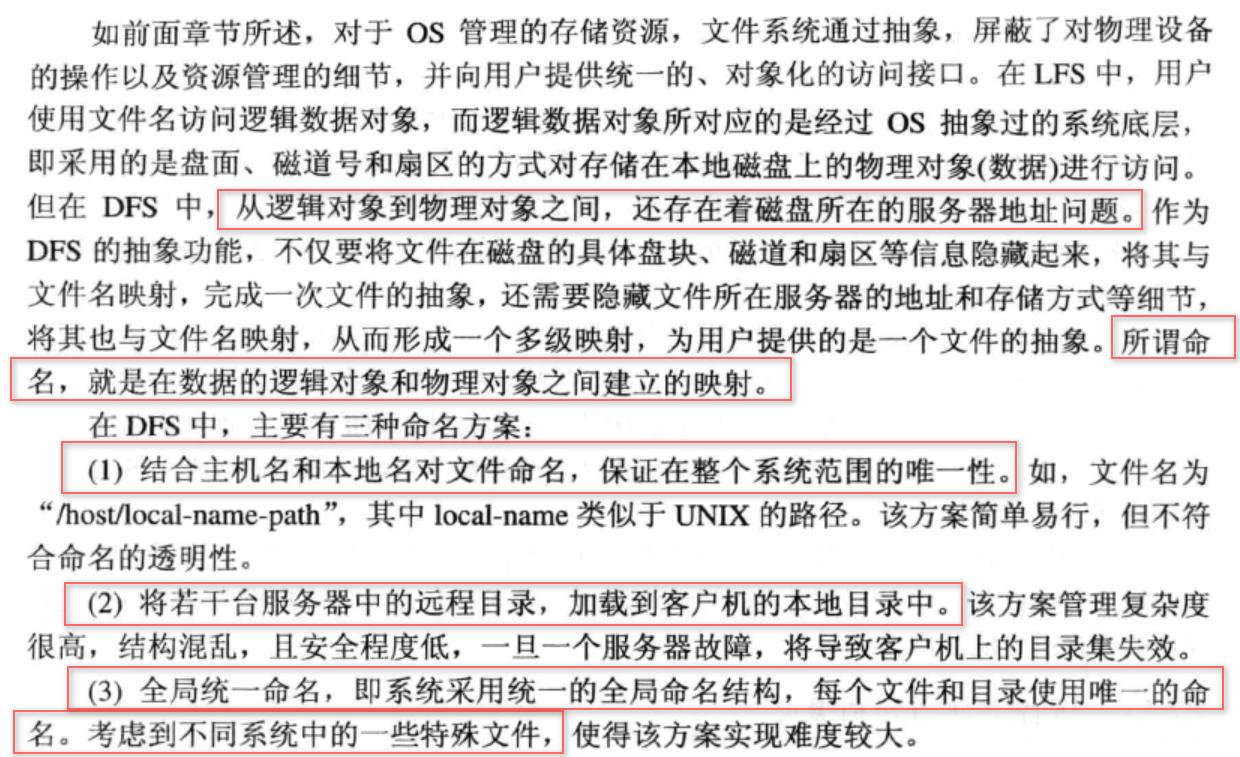 如前面章节所述，对于 OS 管理的存储资源，文件系统通过抽象，屏蔽了对物理设备
的操作以及资源管理的细节，并向用户提供统一的、对象化的访问接口。在 LFS 中，用户
使用文件名访问逻辑数据对象，而逻辑数据对象所对应的是经过 OS 抽象过的系统底层，
即采用的是盘面、磁道号和扇区的方式对存储在本地磁盘上的物理对象(数据)进行访问。
但在 DFS 中，从逻辑对象到物理对象之间，还存在着磁盘所在的服务器地址问题。作为
DFS 的抽象功能，不仅要将文件在磁盘的具体盘块、磁道和扇区等信息隐藏起来，将其与
文件名映射，完成一次文件的抽象，还需要隐藏文件所在服务器的地址和存储方式等细节，
将其也与文件名映射，从而形成一个多级映射，为用户提供的是一个文件的抽象。所谓命
名，就是在数据的逻辑对象和物理对象之间建立的映射。
在 DFS 中，主要有三种命名方案：
(1) 结合主机名和本地名对文件命名，保证在整个系统范围的唯一性。如，文件名为
“/host/local-name-path”，其中 local-name 类似于 UNIX 的路径。该方案简单易行，但不符
合命名的透明性。
(2) 将若干台服务器中的远程目录，加载到客户机的本地目录中。该方案管理复杂度
很高，结构混乱，且安全程度低，一旦一个服务器故障，将导致客户机上的目录集失效。
(3) 全局统一命名，即系统采用统一的全局命名结构，每个文件和目录使用唯一的命
名。考虑到不同系统中的一些特殊文件，使得该方案实现难度较大。